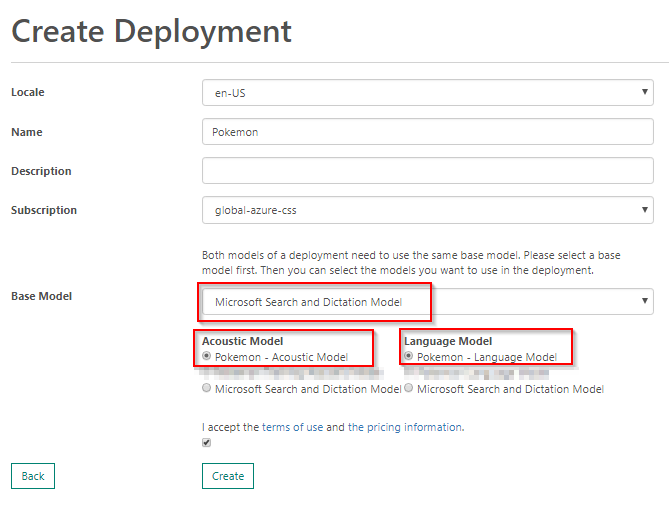 Create Deployment
Locale
en-US
Name
Pokemon
Description
Subscription
global-azure-css
Both models of a deployment need to use the same base model. Please select a base
model first. Then you can select the models you want to use in the deployment.
Base Model
Microsoft Search and Dictation Model
Acoustic Model
Language Model
Pokemon - Acoustic Model
Pokemon - Language Model
Microsoft Search and Dictation Model
Microsoft Search and Dictation Model
I accept the terms of use and the pricing information.
Back
Create